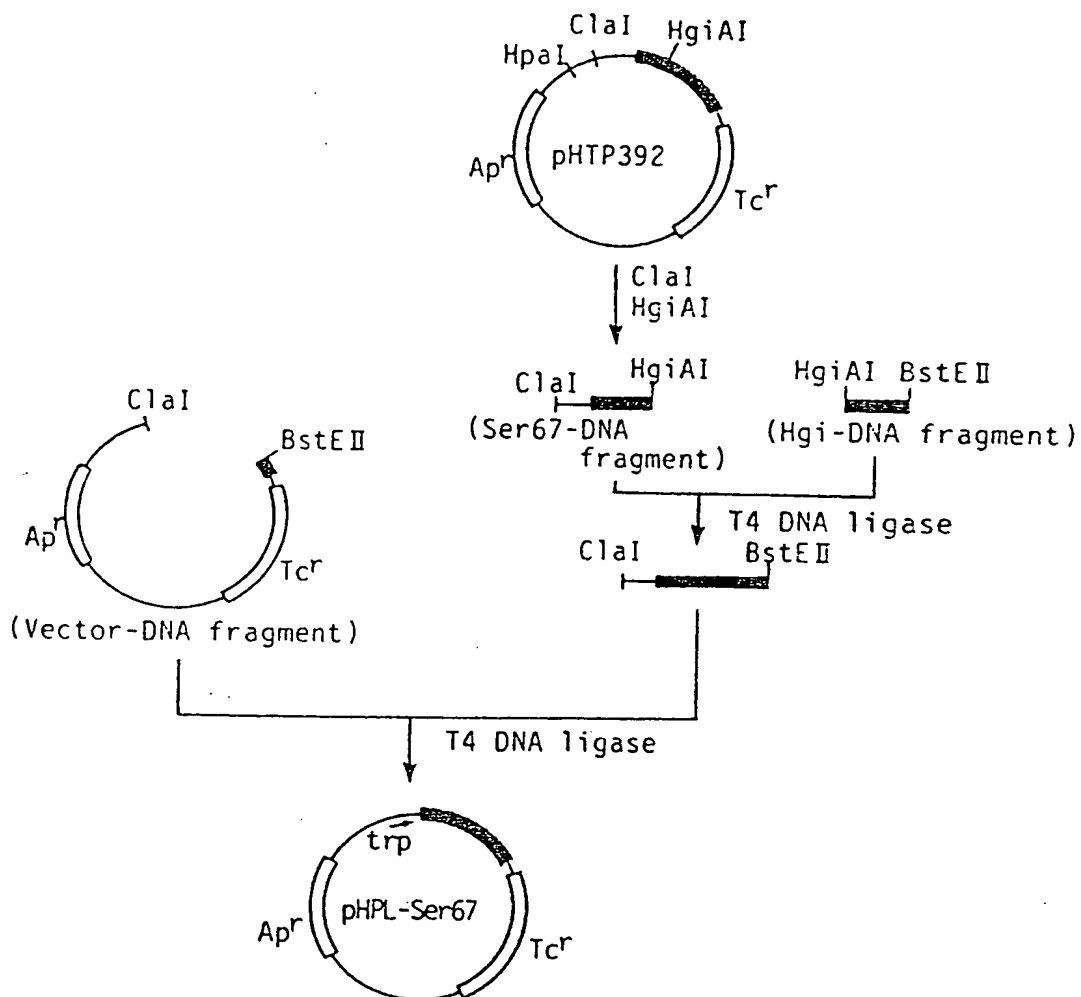 ClaI
HgiAI
HpaI
pHTP392
Apr
Tcr
ClaI
HgiAI
HgiAI
ClaI
(Ser67-DNA
fragment)
HgiAI BstEⅡ
(Hgi-DNA fragment)
ClaI
BstEⅡ
Apr
Tcr
(Vector-DNA fragment)
T4 DNA ligase
ClaI
BstEⅡ
T4 DNA ligase
trp
pHPL-Ser67
Apr
Tcr